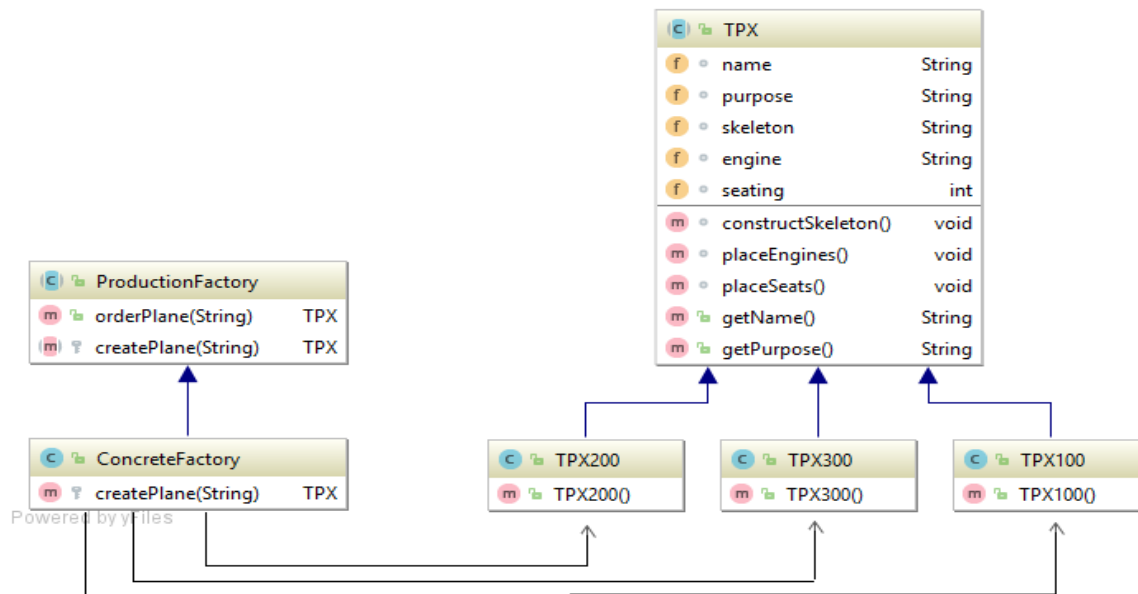 TPX
name String
purpose String
skeleton String
engine String
seating int
constructSkeleton() void
placeEngines() void
placeSeats() void
getName() String
getPurpose() String
ProductionFactory
orderPlane(String) TPX
createPlane(String) TPX
ConcreteFactory
createPlane(String) TPX
TPX200
TPX200()
TPX300
TPX300()
TPX100
TPX100()
Powered by yFiles